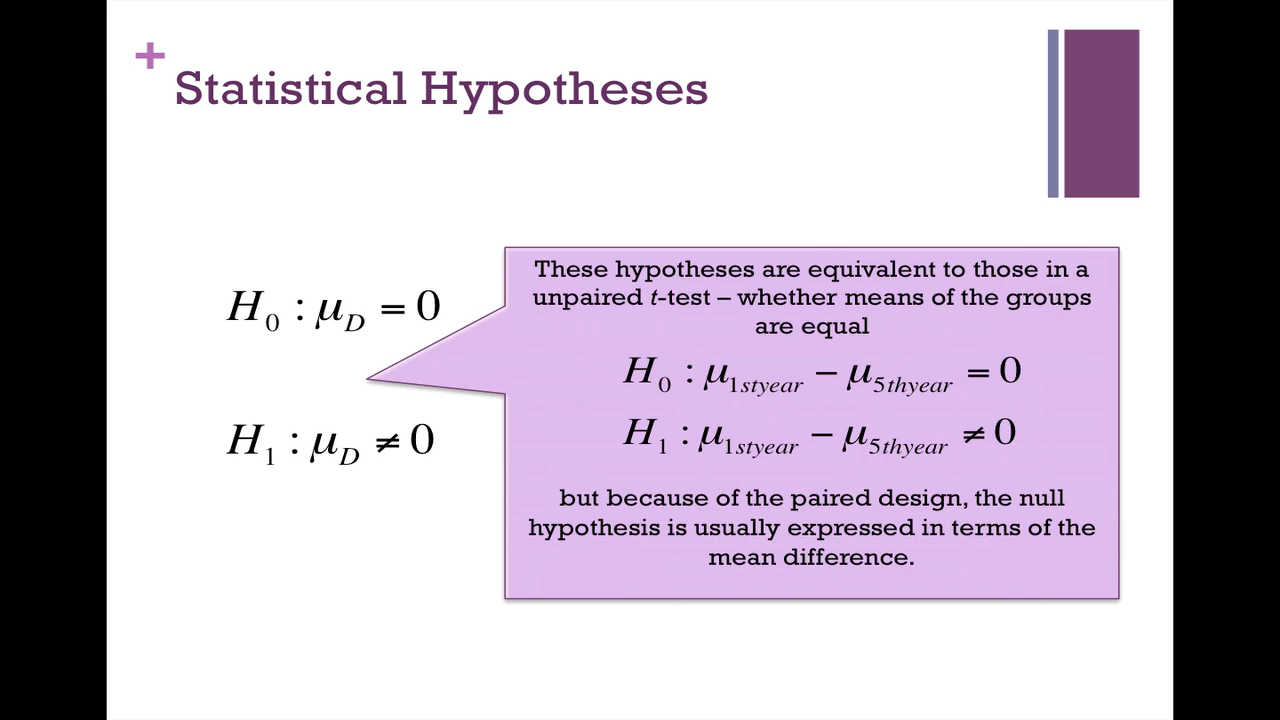 +
Statistical Hypotheses
H₀ : μ_D = 0
H₁ : μ_D ≠ 0
These hypotheses are equivalent to those in a
unpaired t-test – whether means of the groups
are equal
H₀ : μ_1styear − μ_5thyear = 0
H₁ : μ_1styear − μ_5thyear ≠ 0
but because of the paired design, the null
hypothesis is usually expressed in terms of the
mean difference.